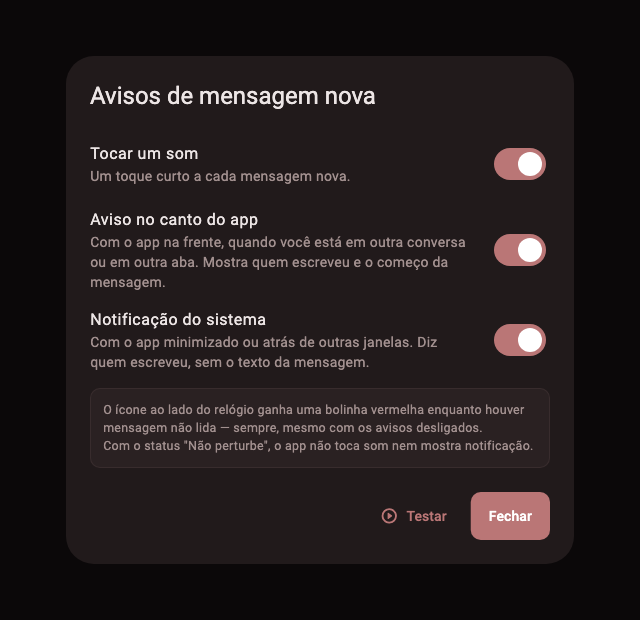 Avisos de mensagem nova
Tocar um som
Um toque curto a cada mensagem nova.
Aviso no canto do app
Com o app na frente, quando você está em outra conversa
ou em outra aba. Mostra quem escreveu e o começo da
mensagem.
Notificação do sistema
Com o app minimizado ou atrás de outras janelas. Diz
quem escreveu, sem o texto da mensagem.
O ícone ao lado do relógio ganha uma bolinha vermelha enquanto houver
mensagem não lida — sempre, mesmo com os avisos desligados.
Com o status "Não perturbe", o app não toca som nem mostra notificação.
Testar
Fechar